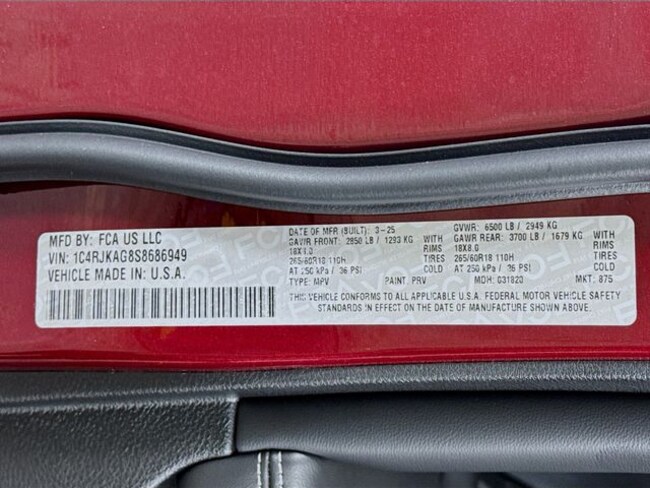 MFD BY: FCA US LLC
VIN: 1C4RJKAG8S8686949
VEHICLE MADE IN U.S.A.
DATE OF MFR (BUILT): 3-25 GVWR: 6500 LB / 2949 KG
GAWR FRONT: 2850 LB / 1293 KG WITH GAWR REAR: 3700 LB / 1679 KG WITH
18X8.0 RIMS 18X8.0 RIMS
265/60R18 110H TIRES 265/60R18 110H TIRES
AT 250 kPa / 36 PSI AT 250 kPa / 36 PSI
TYPE: MPV PAINT: PRV MDH: 031820 MKT: 875
THIS VEHICLE CONFORMS TO ALL APPLICABLE U.S.A. FEDERAL MOTOR VEHICLE SAFETY
STANDARDS IN EFFECT ON THE DATE OF MANUFACTURE SHOWN ABOVE.